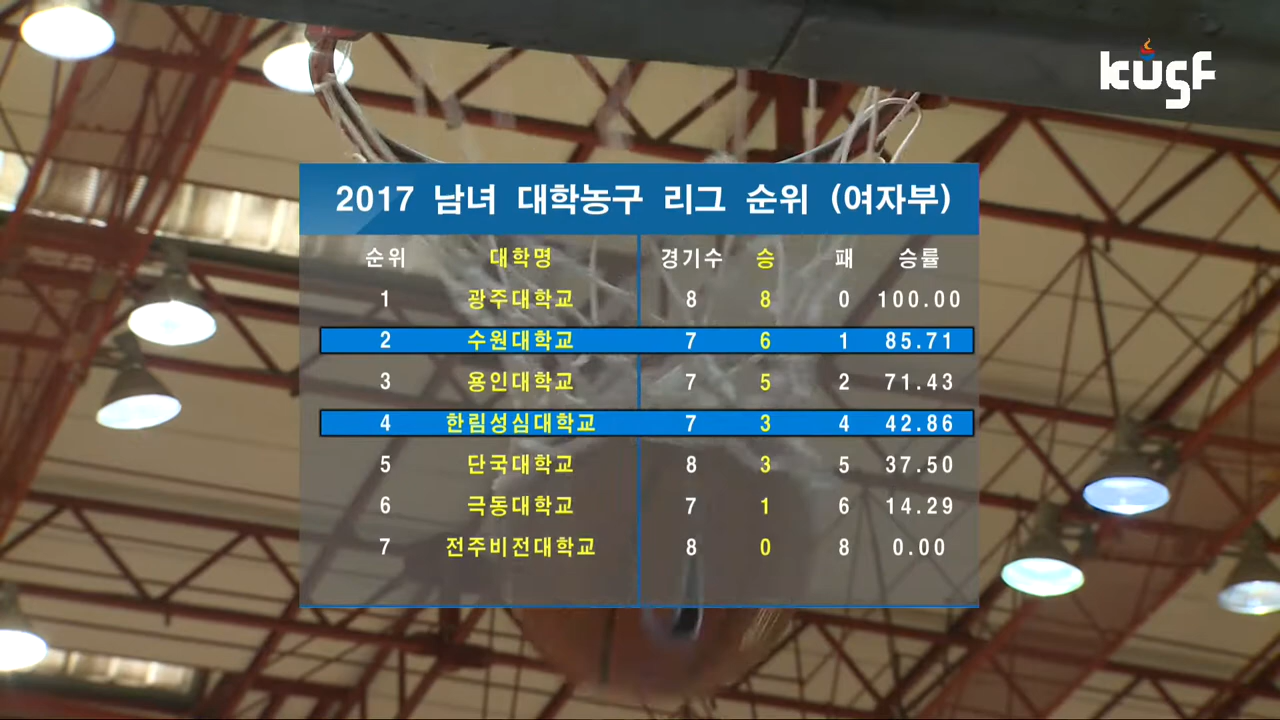 kusf
2017 남녀 대학농구 리그 순위 (여자부)
순위 대학명 경기수 승 패 승률
1 광주대학교 8 8 0 100.00
2 수원대학교 7 6 1 85.71
3 용인대학교 7 5 2 71.43
4 한림성심대학교 7 3 4 42.86
5 단국대학교 8 3 5 37.50
6 극동대학교 7 1 6 14.29
7 전주비전대학교 8 0 8 0.00